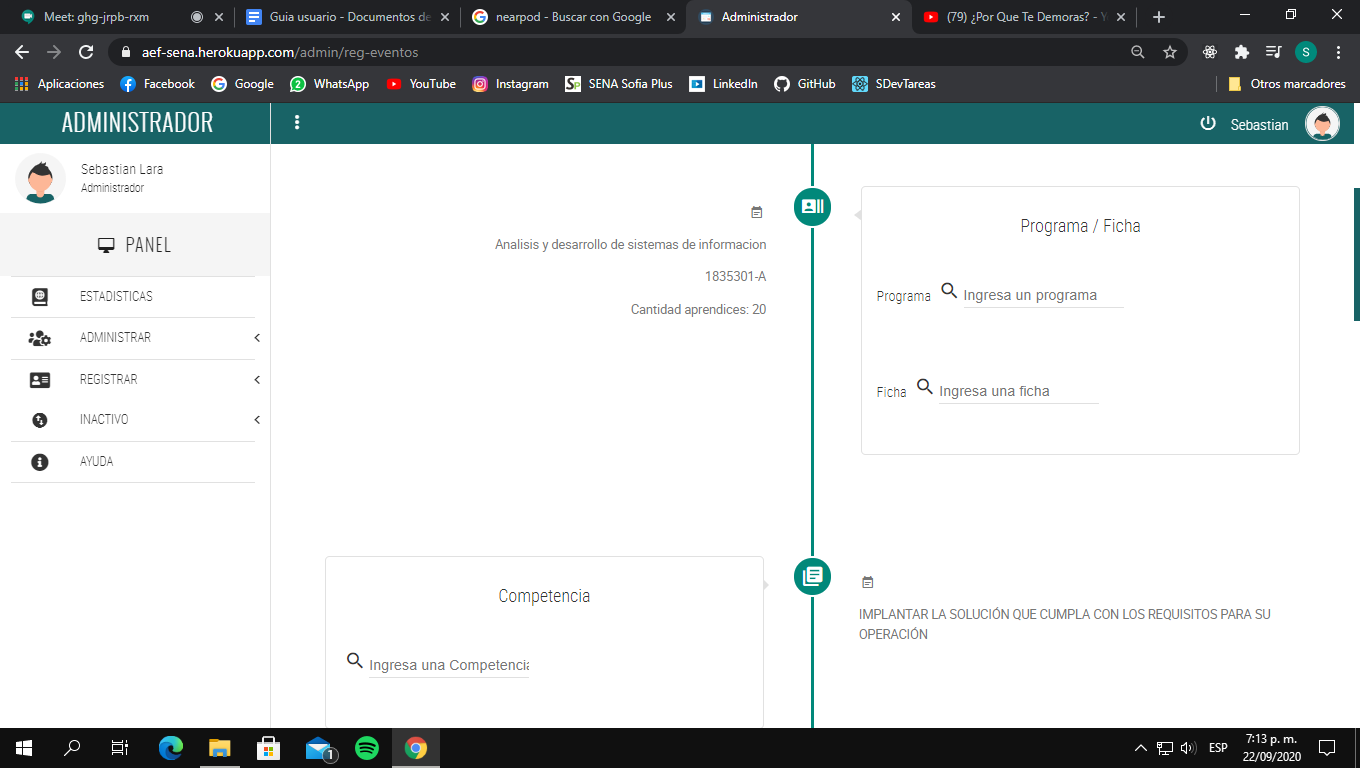 Meet: ghg-jrpb-rxm
Guia usuario - Documentos de
nearpod - Buscar con Google
Administrador
(79) ¿Por Que Te Demoras? - Y
aef-sena.herokuapp.com/admin/reg-eventos
S
Aplicaciones
Facebook
Google
WhatsApp
YouTube
Instagram
SENA Sofia Plus
LinkedIn
GitHub
SDevTareas
Otros marcadores
ADMINISTRADOR
Sebastian
Sebastian Lara
Administrador
PANEL
ESTADISTICAS
ADMINISTRAR
REGISTRAR
INACTIVO
AYUDA
Analisis y desarrollo de sistemas de informacion
1835301-A
Cantidad aprendices: 20
Programa / Ficha
Programa
Ingresa un programa
Ficha
Ingresa una ficha
Competencia
Ingresa una Competencia
IMPLANTAR LA SOLUCIÓN QUE CUMPLA CON LOS REQUISITOS PARA SU
OPERACIÓN
1
ESP
7:13 p. m.
22/09/2020